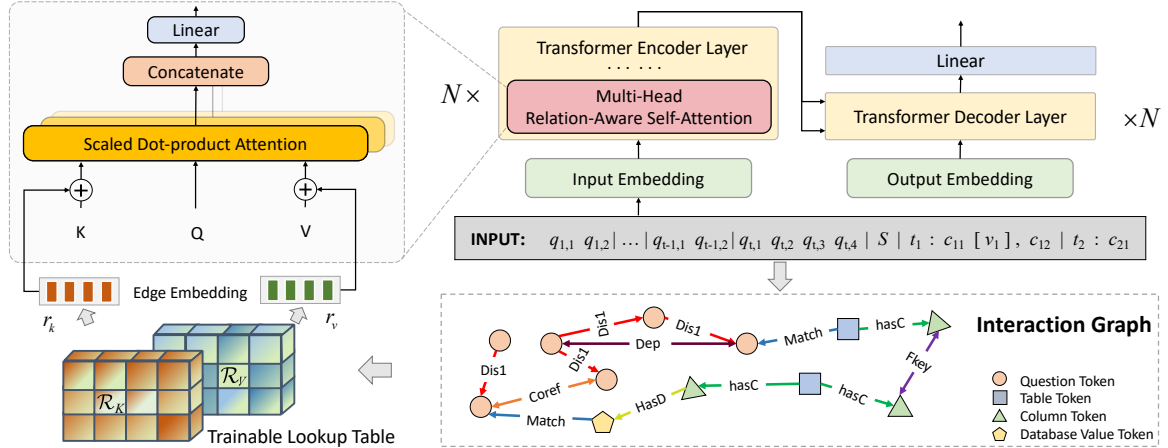 Linear
Concatenate
Scaled Dot-product Attention
K
Q
V
Edge Embedding
r_k
r_v
R_K
R_V
Trainable Lookup Table
N×
Transformer Encoder Layer
... ...
Multi-Head
Relation-Aware Self-Attention
Input Embedding
Linear
Transformer Decoder Layer
×N
Output Embedding
INPUT: q_{1,1} q_{1,2} | ... | q_{t-1,1} q_{t-1,2} | q_{t,1} q_{t,2} q_{t,3} q_{t,4} | S | t_1 : c_{11} [ v_1 ] , c_{12} | t_2 : c_{21}
Interaction Graph
Dis1
Dis1
Dis1
Dep
Dis1
Coref
Match
Match
hasC
Fkey
hasC
hasC
HasD
Question Token
Table Token
Column Token
Database Value Token